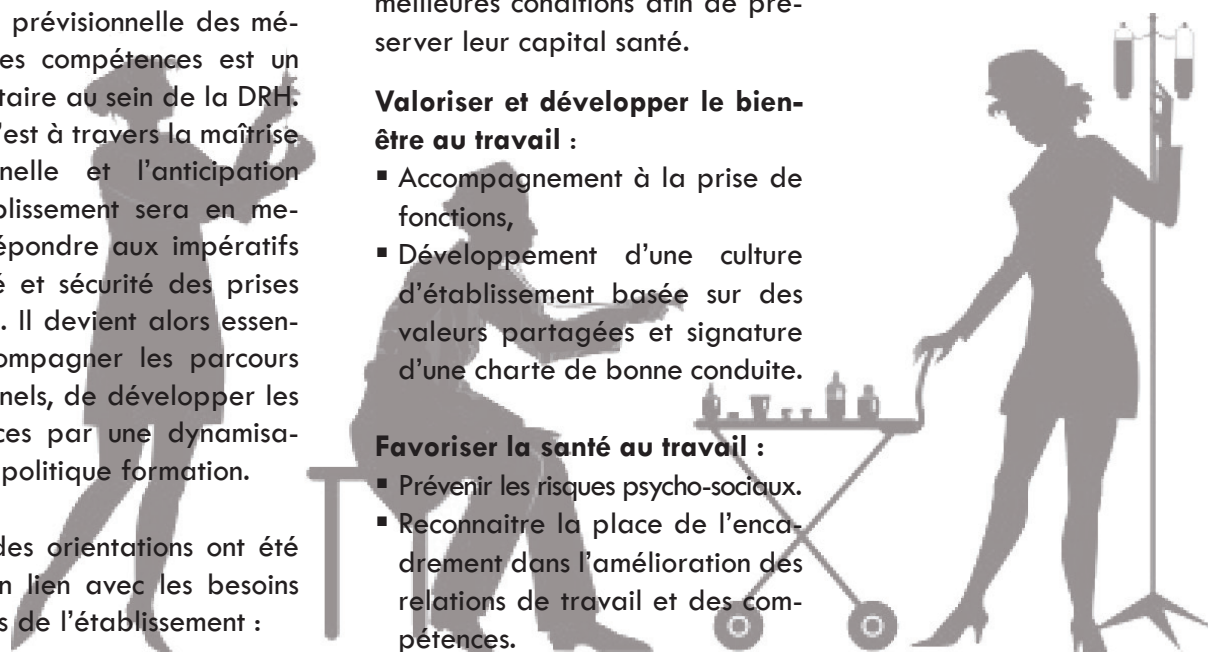 prévisionnelle des mé-
es compétences est un
taire au sein de la DRH.
'est à travers la maîtrise
nelle et l'anticipation
blissement sera en me-
épondre aux impératifs
é et sécurité des prises
. Il devient alors essen-
ompagner les parcours
nels, de développer les
ces par une dynamisa-
politique formation.
des orientations ont été
n lien avec les besoins
s de l'établissement :
meilleures conditions afin de pré-
server leur capital santé.
Valoriser et développer le bien-
être au travail :
▪ Accompagnement à la prise de
fonctions,
▪ Développement d'une culture
d'établissement basée sur des
valeurs partagées et signature
d'une charte de bonne conduite.
Favoriser la santé au travail :
▪ Prévenir les risques psycho-sociaux.
▪ Reconnaitre la place de l'enca-
drement dans l'amélioration des
relations de travail et des com-
pétences.